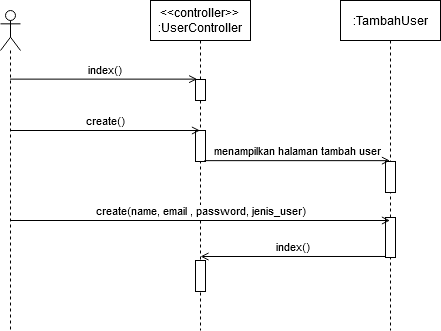 <<controller>>
:UserController
:TambahUser
index()
create()
menampilkan halaman tambah user
create(name, email , password, jenis_user)
index()